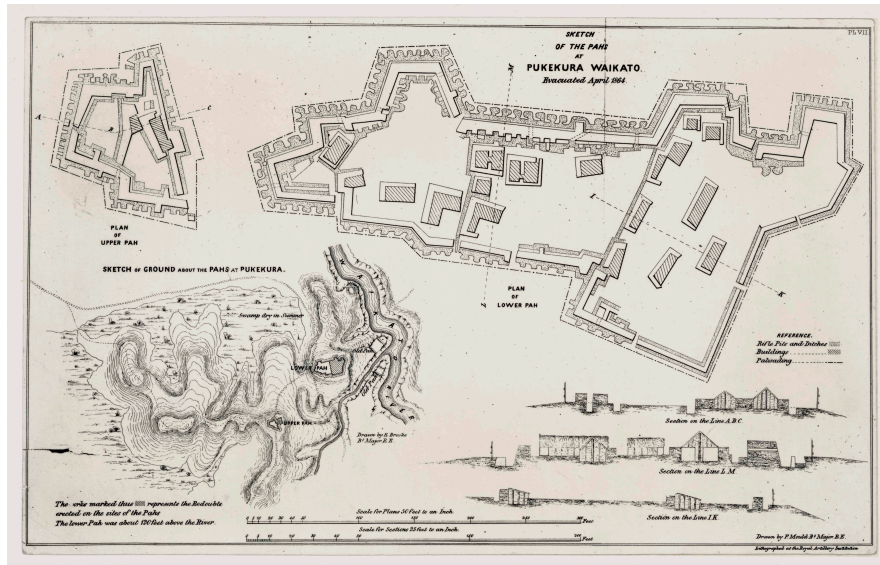 Pl. VII.
SKETCH
OF THE PAHS
AT
PUKEKURA WAIKATO.
Evacuated April 1864.
A
B
C
M
L
I
K
PLAN
OF
UPPER PAH
PLAN
OF
LOWER PAH
SKETCH OF GROUND ABOUT THE PAHS AT PUKEKURA.
Swamp dry in Summer
LOWER PAH
UPPER PAH
Drawn by E. Brooke
Bt. Major R.E.
REFERENCE.
Rifle Pits and Ditches
Buildings
Palisading
Section on the Line A.B.C.
Section on the Line L.M.
Section on the Line I.K.
The works marked thus represents the Redoubts
erected on the sites of the Pahs
The lower Pah was about 120 feet above the River.
Scale for Plans 50 feet to an Inch.
Feet
Scale for Sections 25 feet to an Inch.
Feet
Drawn by F. Mould Bt. Major R.E.
Lithographed at the Royal Artillery Institution